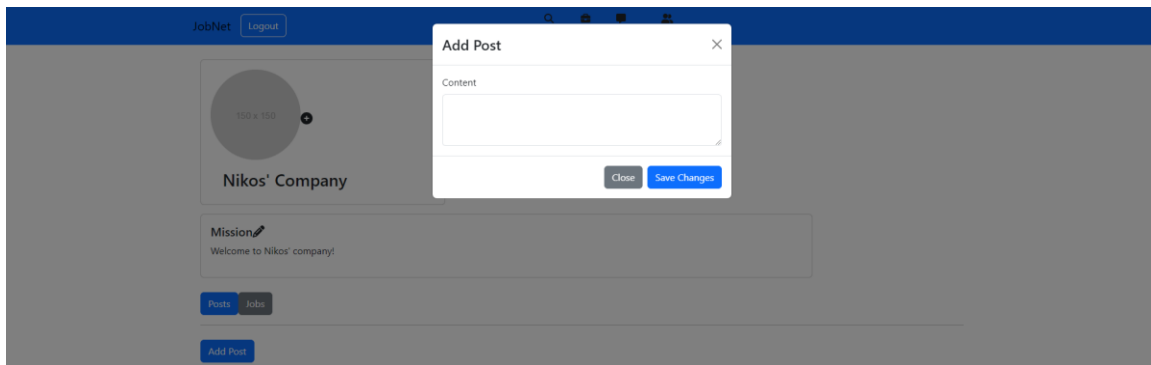 JobNet Logout
Add Post
Content
Close Save Changes
150 x 150
Nikos' Company
Mission
Welcome to Nikos' company!
Posts Jobs
Add Post